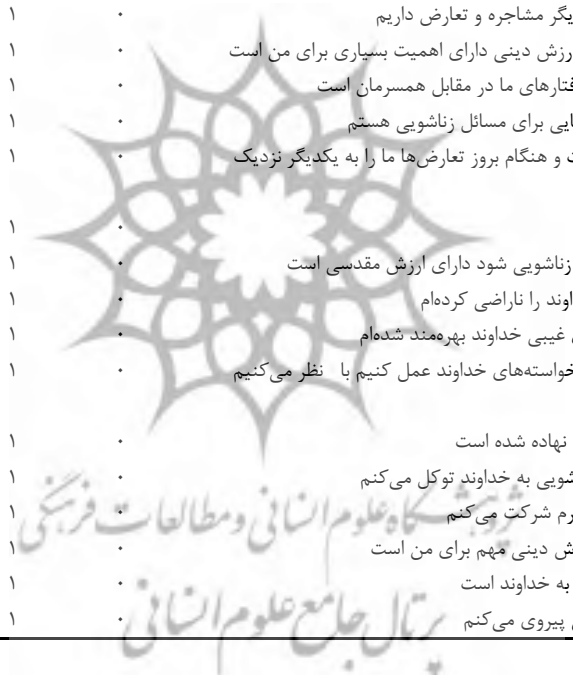 یگر مشاجره و تعارض داریم ۰ ۱
رزش دینی دارای اهمیت بسیاری برای من است ۰ ۱
فتارهای ما در مقابل همسرمان است ۰ ۱
ایی برای مسائل زناشویی هستم ۰ ۱
و هنگام بروز تعارض‌ها ما را به یکدیگر نزدیک ۰ ۱
۰ ۱
زناشویی شود دارای ارزش مقدسی است ۰ ۱
اوند را ناراضی کرده‌ام ۰ ۱
غیبی خداوند بهره‌مند شده‌ام ۰ ۱
خواسته‌های خداوند عمل کنیم با نظر می‌کنیم ۰ ۱
نهاده شده است ۰ ۱
شویی به خداوند توکل می‌کنم ۰ ۱
رم شرکت می‌کنم ۰ ۱
ش دینی مهم برای من است ۰ ۱
به خداوند است ۰ ۱
پیروی می‌کنم ۰ ۱
پژوهشگاه علوم انسانی و مطالعات فرهنگی
پرتال جامع علوم انسانی